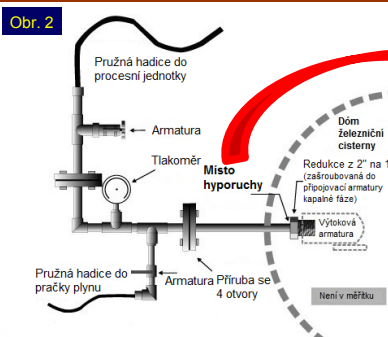 Obr. 2
Pružná hadice do
procesní jednotky
Armatura
Tlakoměr
Místo
hyporuchy
Dóm
železniční
cisterny
Redukce z 2" na 1
(zašroubovaná do
připojovací armatury
kapalné fáze)
Výtoková
armatura
Pružná hadice do
pračky plynu
Armatura
Příruba se
4 otvory
Není v měřítku